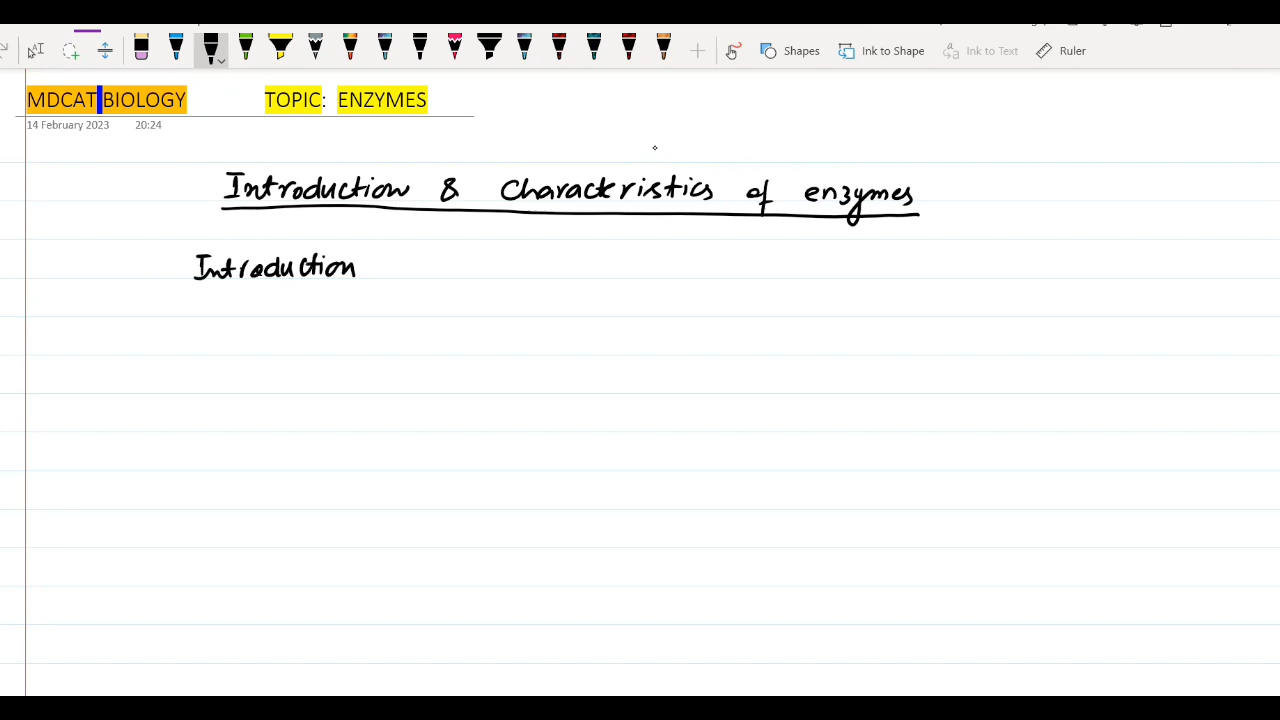 Shapes Ink to Shape Ink to Text Ruler
MDCAT BIOLOGY TOPIC: ENZYMES
14 February 2023 20:24
Introduction & Characteristics of enzymes
Introduction